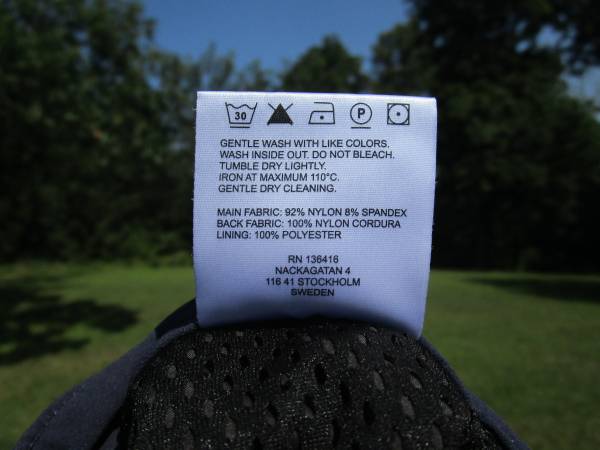 30 P
GENTLE WASH WITH LIKE COLORS.
WASH INSIDE OUT. DO NOT BLEACH.
TUMBLE DRY LIGHTLY.
IRON AT MAXIMUM 110°C.
GENTLE DRY CLEANING.
MAIN FABRIC: 92% NYLON 8% SPANDEX
BACK FABRIC: 100% NYLON CORDURA
LINING: 100% POLYESTER
RN 136416
NACKAGATAN 4
116 41 STOCKHOLM
SWEDEN